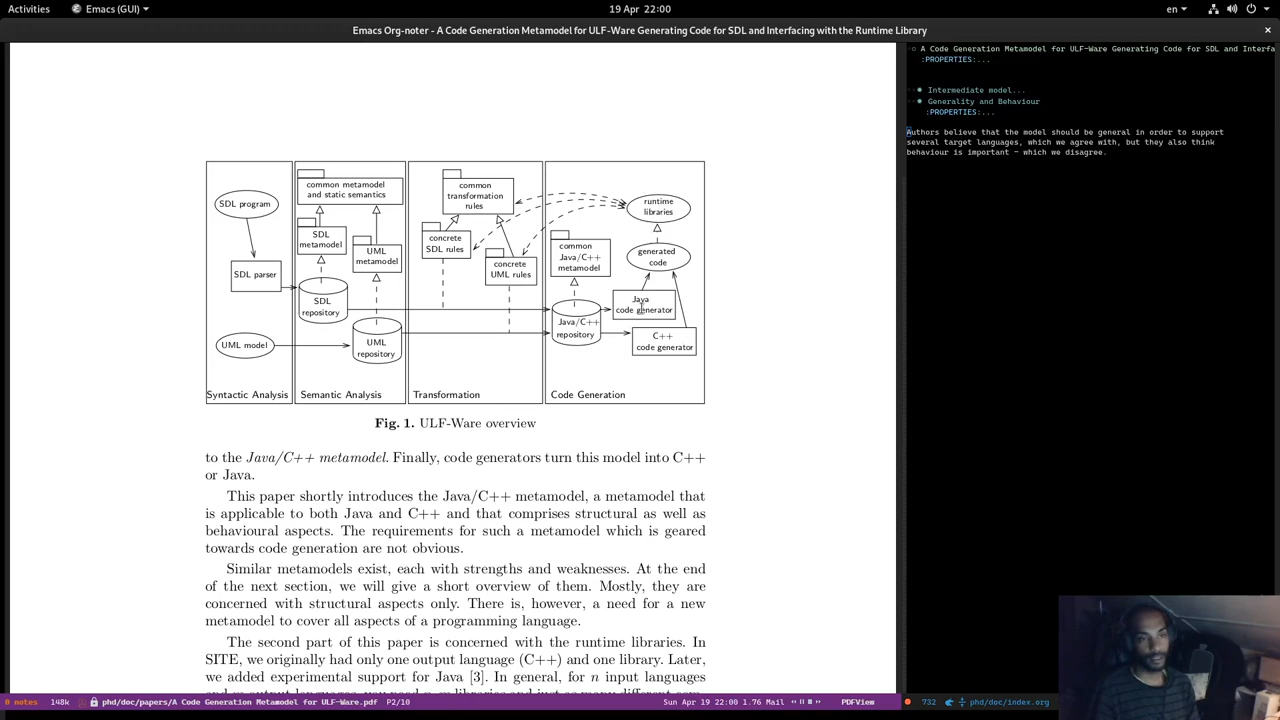 Activities
Emacs (GUI)
19 Apr 22:00
en
Emacs Org-noter - A Code Generation Metamodel for ULF-Ware Generating Code for SDL and Interfacing with the Runtime Library
SDL program
SDL parser
UML model
Syntactic Analysis
common metamodel
and static semantics
SDL
metamodel
UML
metamodel
SDL
repository
UML
repository
Semantic Analysis
common
transformation
rules
concrete
SDL rules
concrete
UML rules
Transformation
runtime
libraries
common
Java/C++
metamodel
generated
code
Java
code generator
Java/C++
repository
C++
code generator
Code Generation
Fig. 1. ULF-Ware overview
to the Java/C++ metamodel. Finally, code generators turn this model into C++
or Java.
This paper shortly introduces the Java/C++ metamodel, a metamodel that
is applicable to both Java and C++ and that comprises structural as well as
behavioural aspects. The requirements for such a metamodel which is geared
towards code generation are not obvious.
Similar metamodels exist, each with strengths and weaknesses. At the end
of the next section, we will give a short overview of them. Mostly, they are
concerned with structural aspects only. There is, however, a need for a new
metamodel to cover all aspects of a programming language.
The second part of this paper is concerned with the runtime libraries. In
SITE, we originally had only one output language (C++) and one library. Later,
we added experimental support for Java [3]. In general, for n input languages
A Code Generation Metamodel for ULF-Ware Generating Code for SDL and Interfa
:PROPERTIES:...
Intermediate model...
Generality and Behaviour
:PROPERTIES:...
Authors believe that the model should be general in order to support
several target languages, which we agree with, but they also think
behaviour is important - which we disagree.
0 notes 148k phd/doc/papers/A Code Generation Metamodel for ULF-Ware.pdf P2/10
Sun Apr 19 22:00 1.76 Mail
PDFView
732 phd/doc/index.org